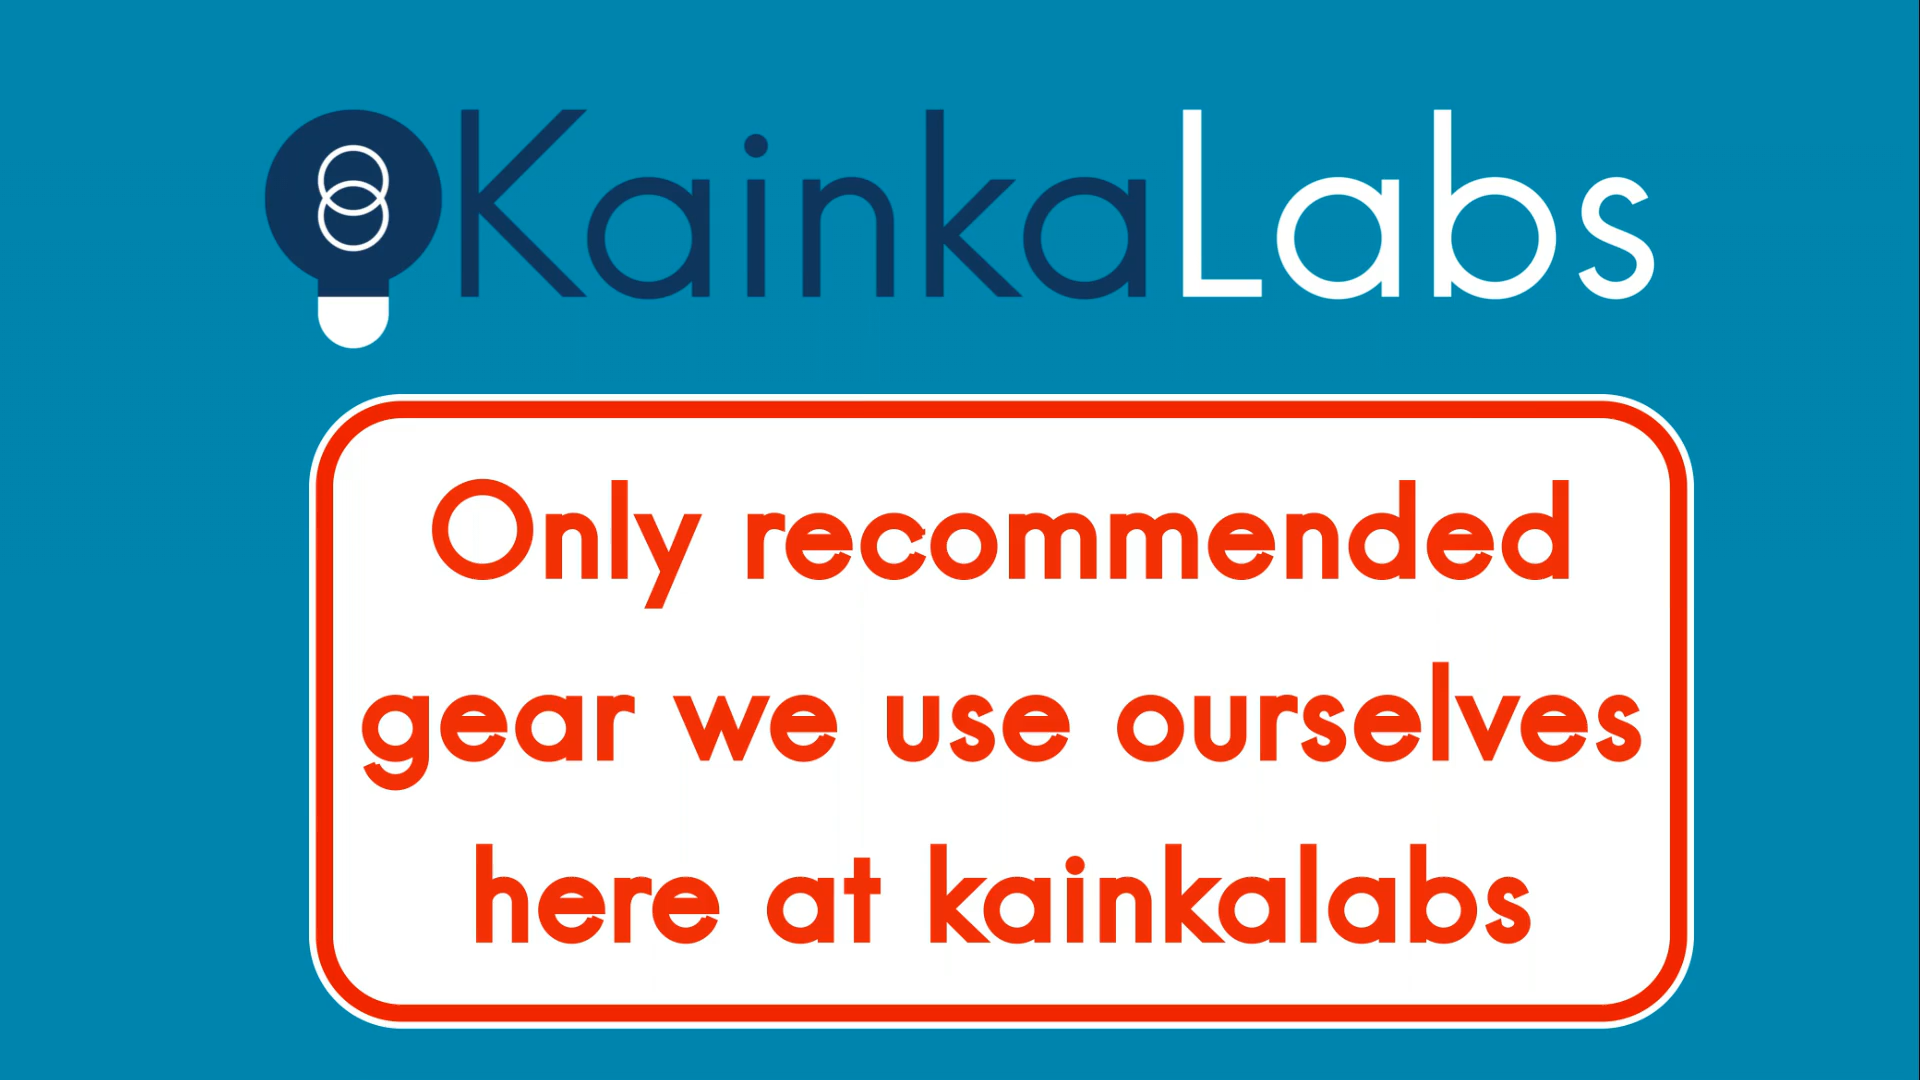 KainkaLabs
Only recommended
gear we use ourselves
here at kainkalabs